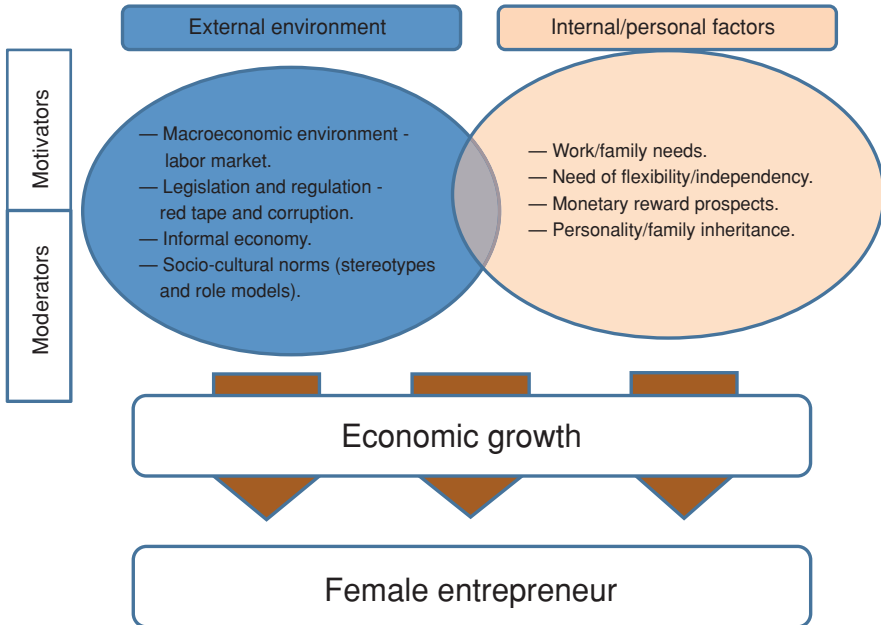 External environment
Internal/personal factors
Motivators
Moderators
— Macroeconomic environment -
labor market.
— Legislation and regulation -
red tape and corruption.
— Informal economy.
— Socio-cultural norms (stereotypes
and role models).
— Work/family needs.
— Need of flexibility/independency.
— Monetary reward prospects.
— Personality/family inheritance.
Economic growth
Female entrepreneur